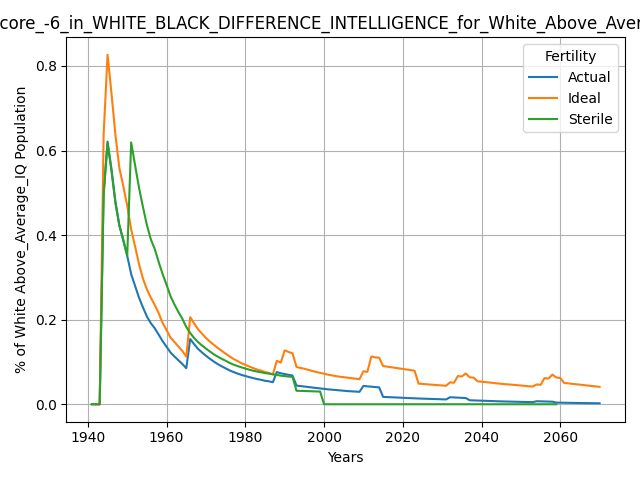 core_-6_in_WHITE_BLACK_DIFFERENCE_INTELLIGENCE_for_White_Above_Aver
Fertility
Actual
Ideal
Sterile
% of White Above_Average_IQ Population
0.8
0.6
0.4
0.2
0.0
1940 1960 1980 2000 2020 2040 2060
Years